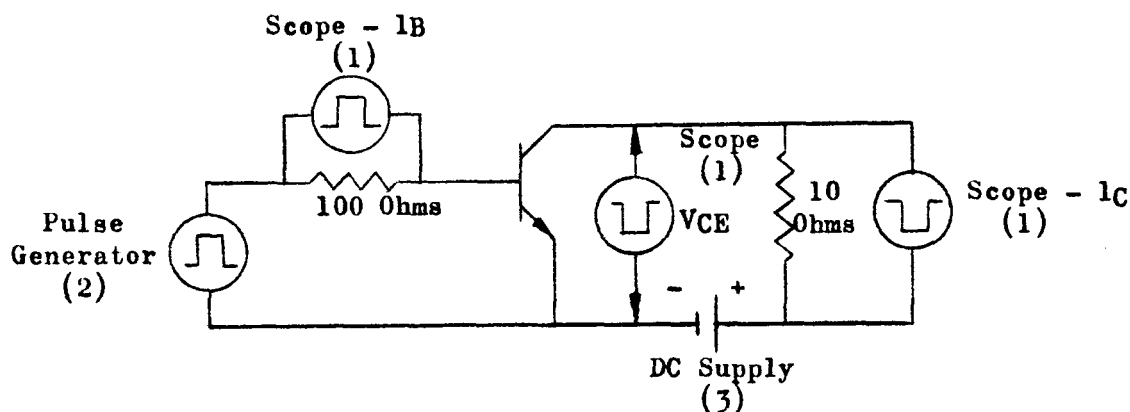 Scope - IB
(1)
100 Ohms
Pulse
Generator
(2)
Scope
(1)
VCE
10
Ohms
Scope - IC
(1)
- +
DC Supply
(3)